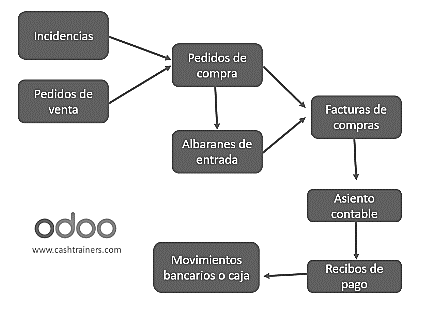 Incidencias
Pedidos de
venta
Pedidos de
compra
Albaranes de
entrada
Facturas de
compras
Asiento
contable
Recibos de
pago
Movimientos
bancarios o caja
odoo
www.cashtrainers.com